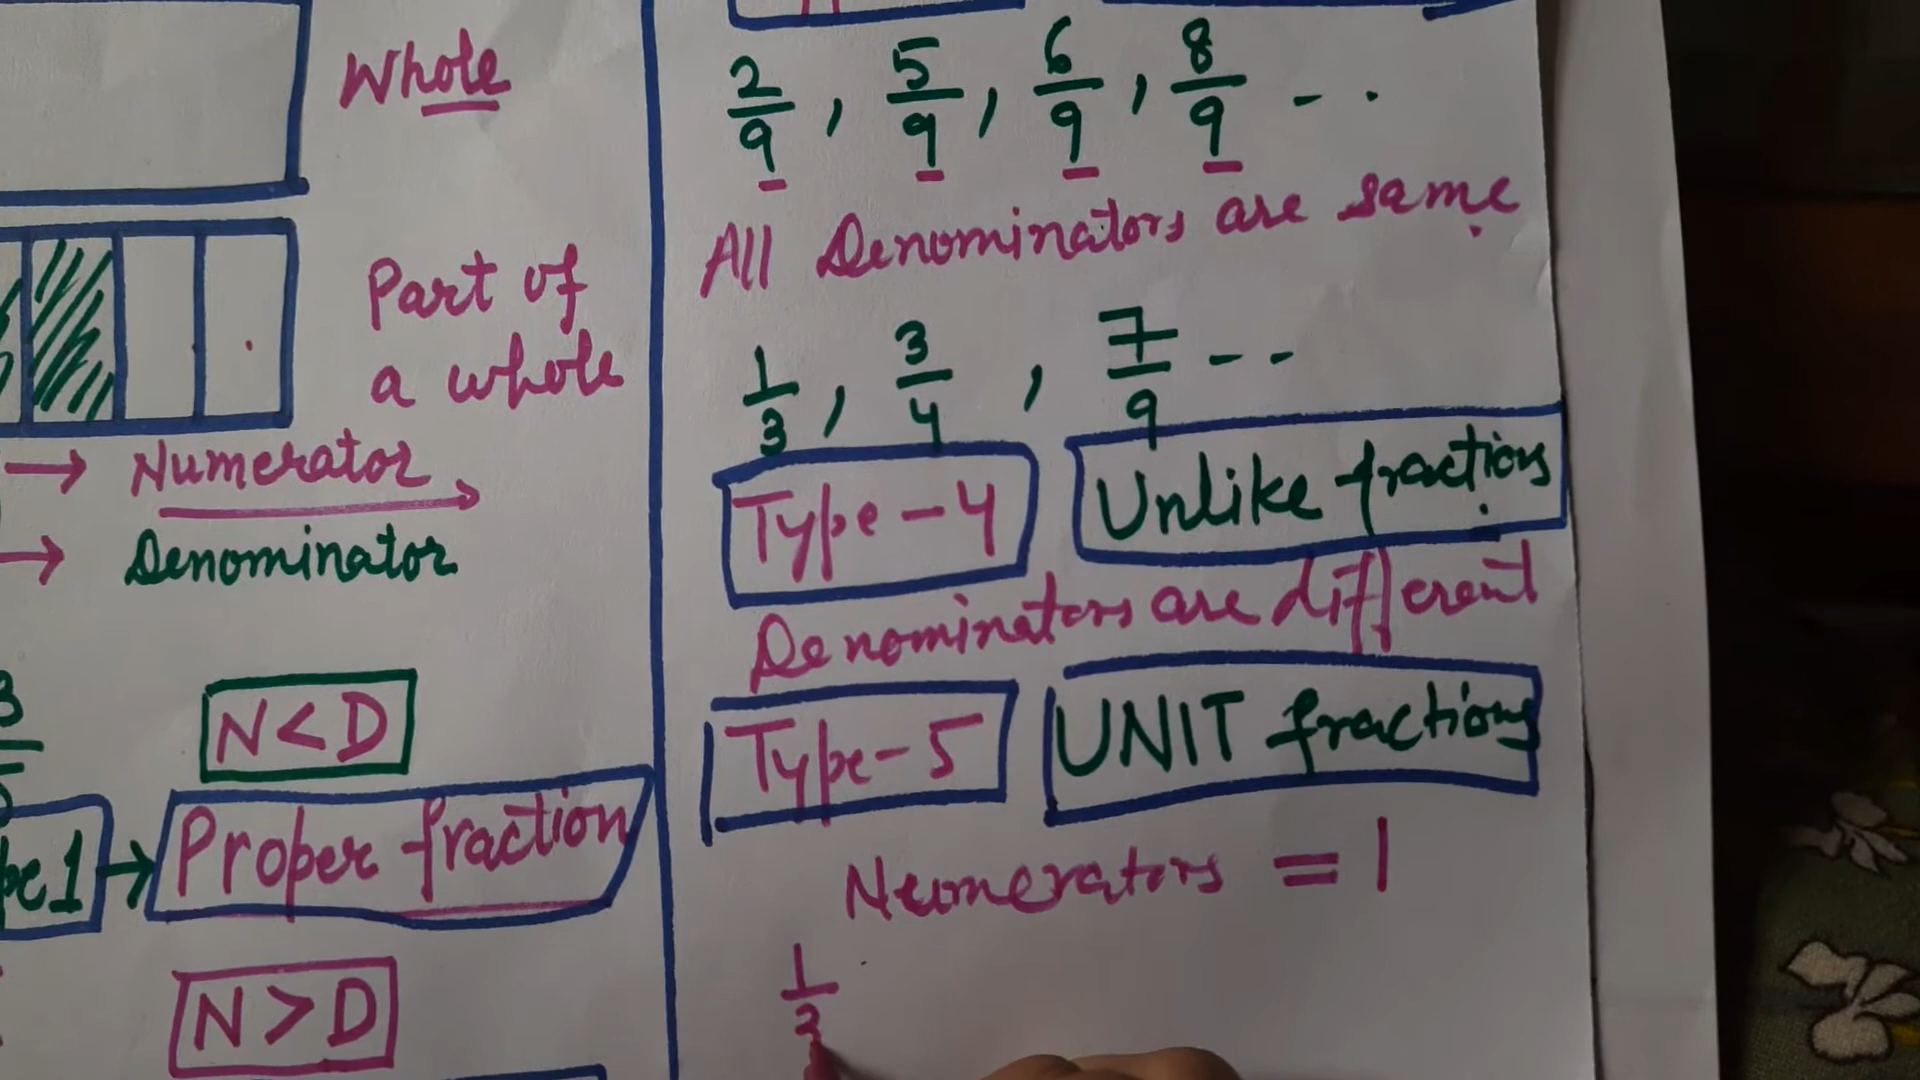 Whole
Part of
a whole
→ Numerator
→ Denominator
N<D
→ Proper fraction
N>D
2/9, 5/9, 6/9, 8/9 - .
All Denominators are same
1/3, 3/4, 7/9 - -
Type-4 Unlike fractions
Denominators are different
Type-5 UNIT fractions
Neumerators = 1